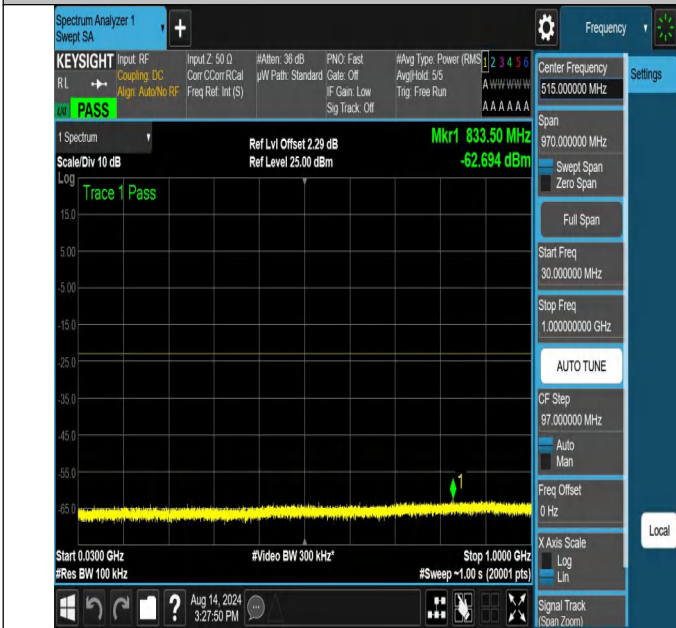 Spectrum Analyzer 1
Swept SA
+
Frequency
KEYSIGHT
RL
PASS
Input: RF
Coupling: DC
Align: Auto/No RF
Input Z: 50 Ω
Corr CCorr RCal
Freq Ref: Int (S)
#Atten: 36 dB
µW Path: Standard
PNO: Fast
Gate: Off
IF Gain: Low
Sig Track: Off
#Avg Type: Power (RMS
Avg|Hold: 5/5
Trig: Free Run
1 2 3 4 5 6
A W W W W W
A A A A A A
1 Spectrum
Scale/Div 10 dB
Ref Lvl Offset 2.29 dB
Ref Level 25.00 dBm
Mkr1 833.50 MHz
-62.694 dBm
Log
Trace 1 Pass
15.0
5.00
-5.00
-15.0
-25.0
-35.0
-45.0
-55.0
-65.0
1
Start 0.0300 GHz
#Video BW 300 kHz*
Stop 1.0000 GHz
#Res BW 100 kHz
#Sweep ~1.00 s (20001 pts)
?
Aug 14, 2024
3:27:50 PM
Center Frequency
515.000000 MHz
Settings
Span
970.000000 MHz
Swept Span
Zero Span
Full Span
Start Freq
30.000000 MHz
Stop Freq
1.000000000 GHz
AUTO TUNE
CF Step
97.000000 MHz
Auto
Man
Freq Offset
0 Hz
Local
X Axis Scale
Log
Lin
Signal Track
(Span Zoom)